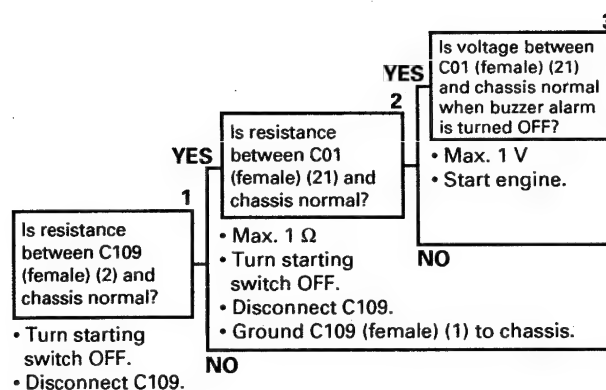 1
Is resistance
between C109
(female) (2) and
chassis normal?
• Turn starting
switch OFF.
• Disconnect C109.
YES
NO
2
Is resistance
between C01
(female) (21) and
chassis normal?
• Max. 1 Ω
• Turn starting
switch OFF.
• Disconnect C109.
• Ground C109 (female) (1) to chassis.
YES
NO
3
Is voltage between
C01 (female) (21)
and chassis normal
when buzzer alarm
is turned OFF?
• Max. 1 V
• Start engine.